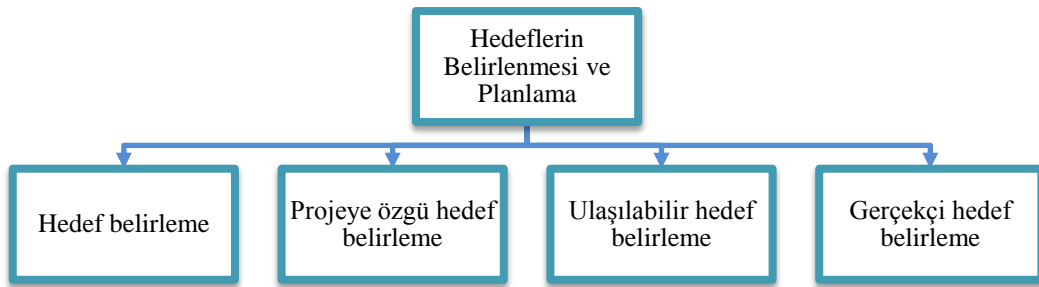 Hedeflerin
Belirlenmesi ve
Planlama
Hedef belirleme
Projeye özgü hedef
belirleme
Ulaşılabilir hedef
belirleme
Gerçekçi hedef
belirleme